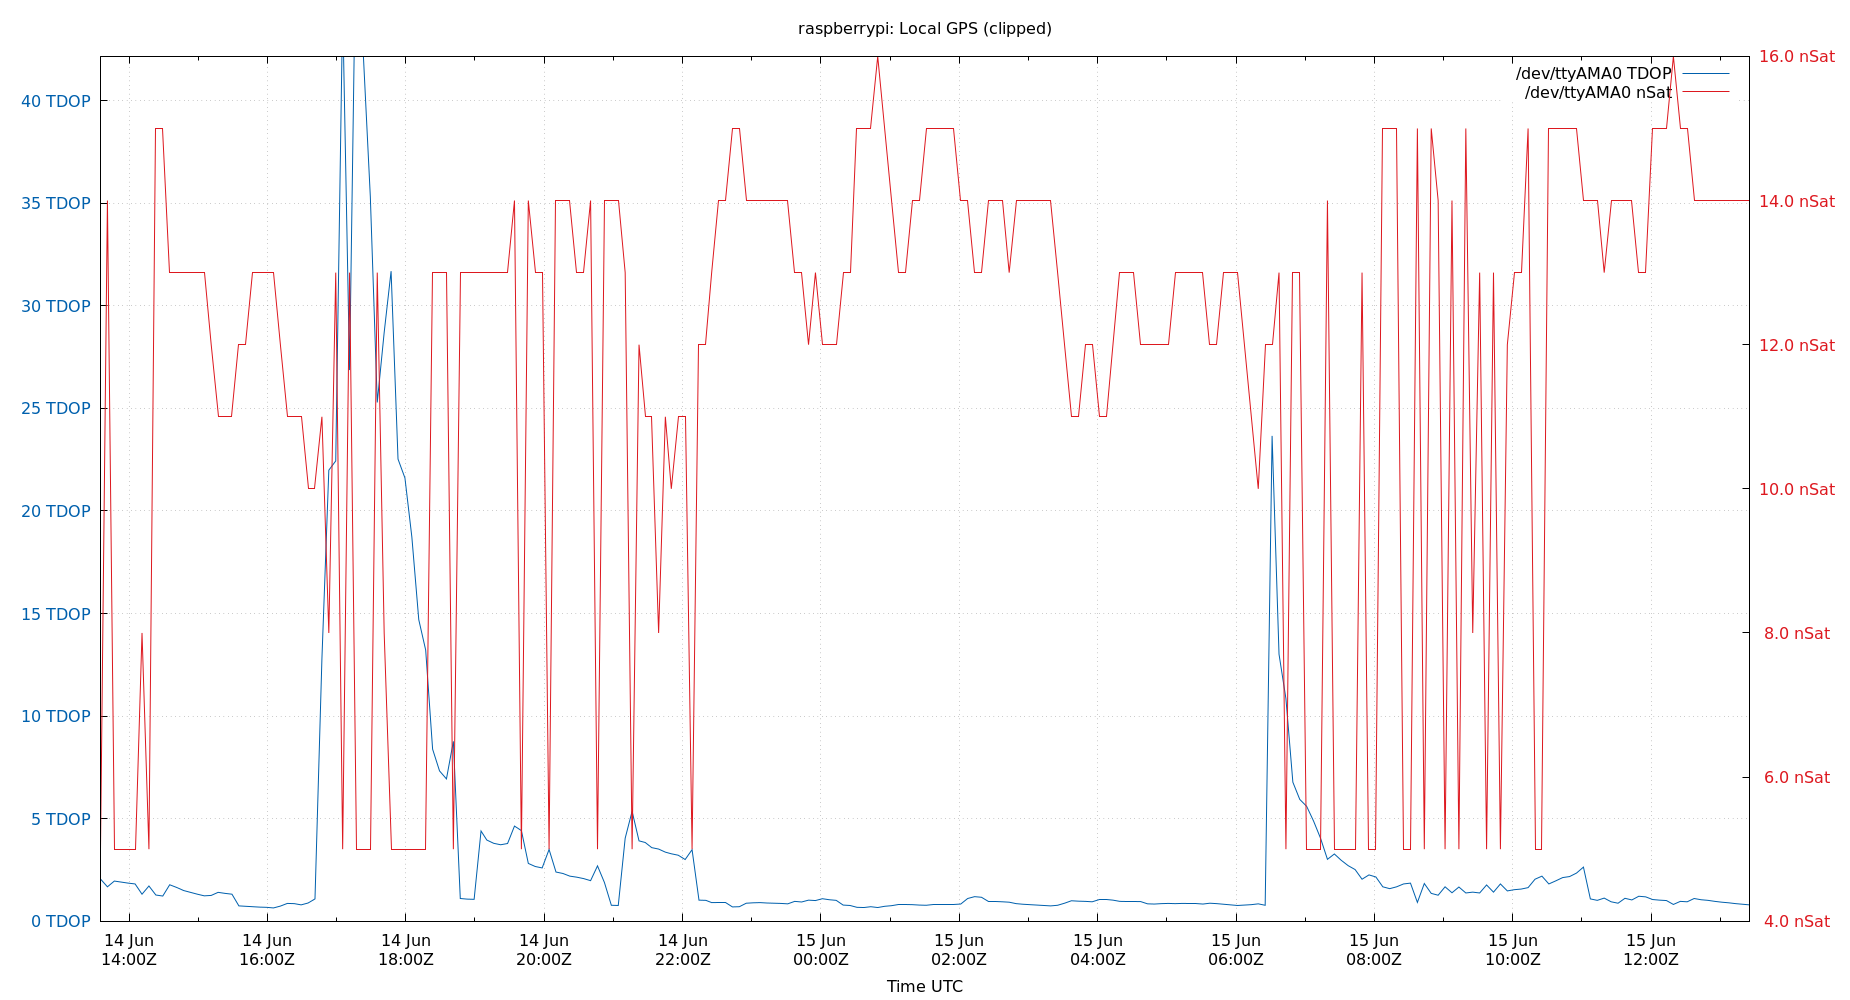 raspberrypi: Local GPS (clipped)
/dev/ttyAMA0 TDOP
/dev/ttyAMA0 nSat
40 TDOP
35 TDOP
30 TDOP
25 TDOP
20 TDOP
15 TDOP
10 TDOP
5 TDOP
0 TDOP
16.0 nSat
14.0 nSat
12.0 nSat
10.0 nSat
8.0 nSat
6.0 nSat
4.0 nSat
14 Jun
14:00Z
14 Jun
16:00Z
14 Jun
18:00Z
14 Jun
20:00Z
14 Jun
22:00Z
15 Jun
00:00Z
15 Jun
02:00Z
15 Jun
04:00Z
15 Jun
06:00Z
15 Jun
08:00Z
15 Jun
10:00Z
15 Jun
12:00Z
Time UTC